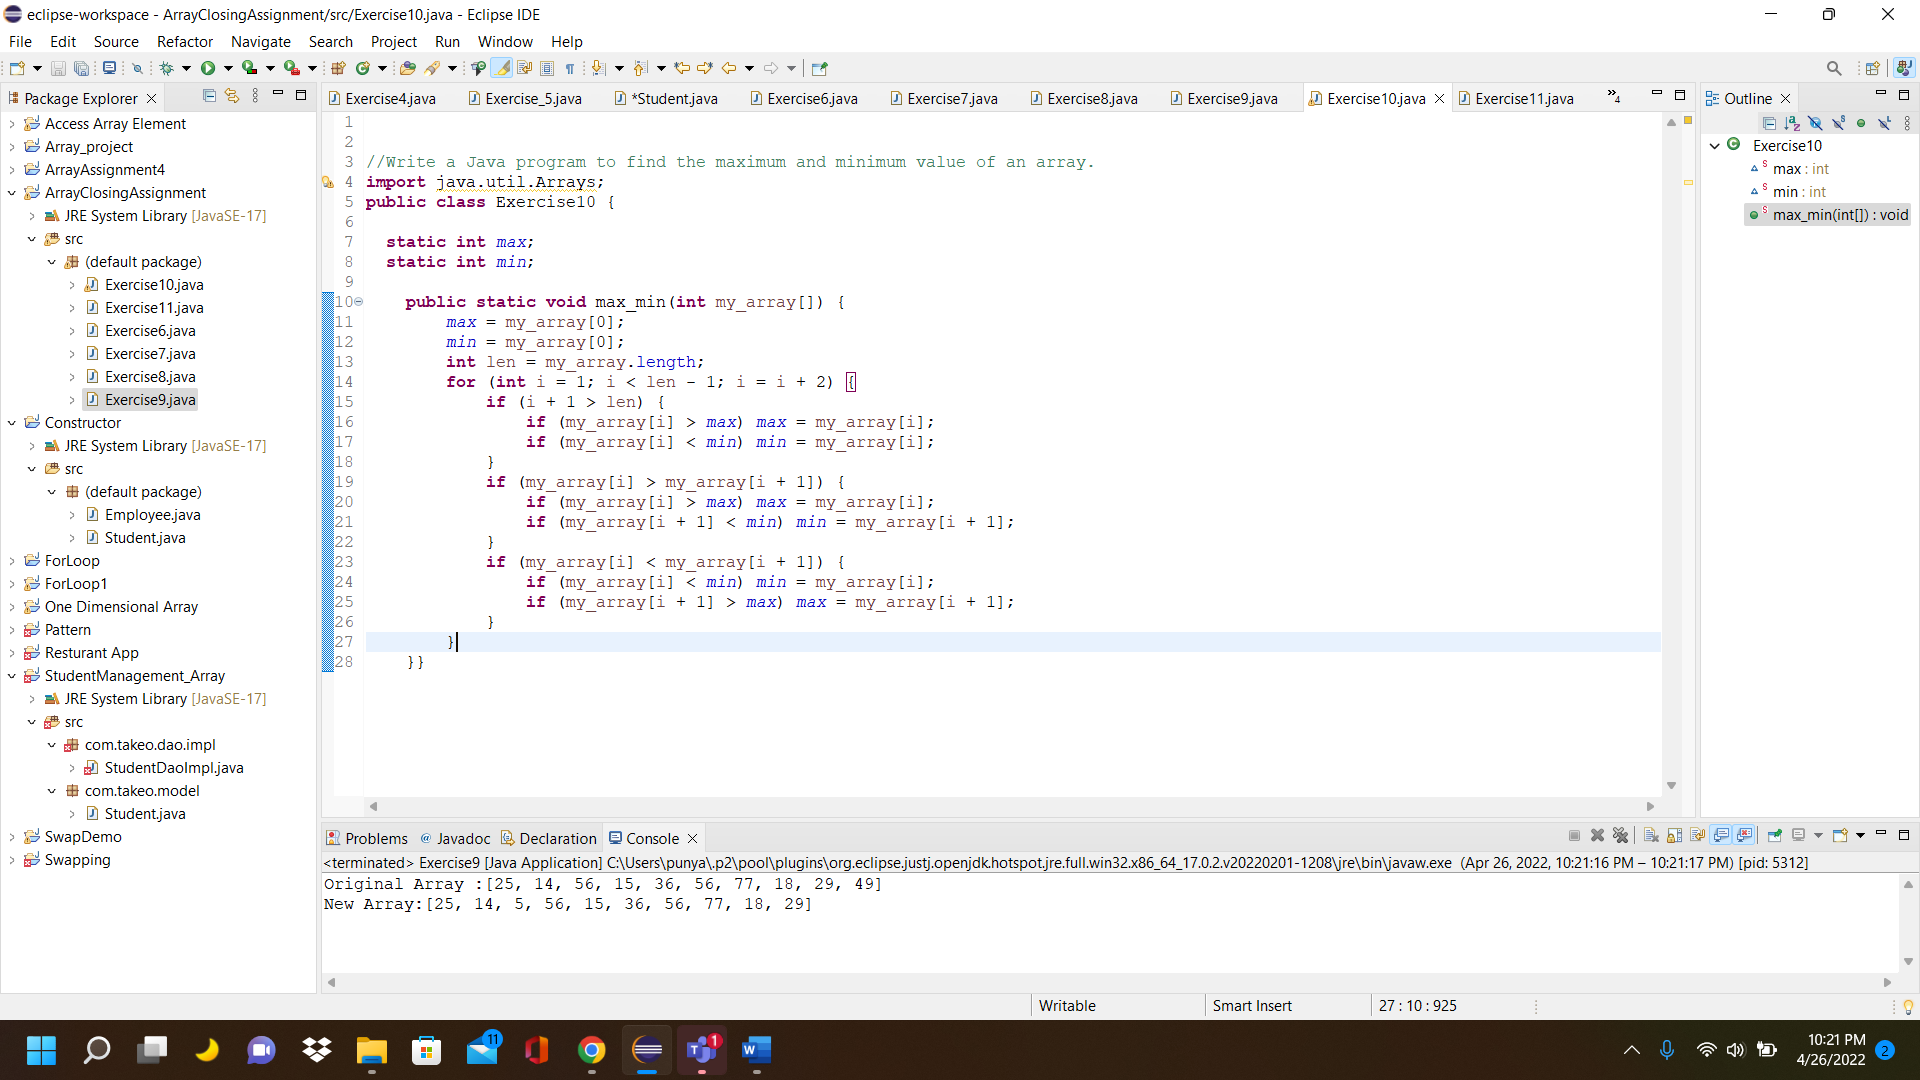 eclipse-workspace - ArrayClosingAssignment/src/Exercise10.java - Eclipse IDE
File Edit Source Refactor Navigate Search Project Run Window Help
Package Explorer
Access Array Element
Array_project
ArrayAssignment4
ArrayClosingAssignment
JRE System Library [JavaSE-17]
src
(default package)
Exercise10.java
Exercise11.java
Exercise6.java
Exercise7.java
Exercise8.java
Exercise9.java
Constructor
JRE System Library [JavaSE-17]
src
(default package)
Employee.java
Student.java
ForLoop
ForLoop1
One Dimensional Array
Pattern
Resturant App
StudentManagement_Array
JRE System Library [JavaSE-17]
src
com.takeo.dao.impl
StudentDaoImpl.java
com.takeo.model
Student.java
SwapDemo
Swapping
Exercise4.java Exercise_5.java *Student.java Exercise6.java Exercise7.java Exercise8.java Exercise9.java Exercise10.java Exercise11.java »4
1
2
3 //Write a Java program to find the maximum and minimum value of an array.
4 import java.util.Arrays;
5 public class Exercise10 {
6
7 static int max;
8 static int min;
9
10 public static void max_min(int my_array[]) {
11 max = my_array[0];
12 min = my_array[0];
13 int len = my_array.length;
14 for (int i = 1; i < len - 1; i = i + 2) {
15 if (i + 1 > len) {
16 if (my_array[i] > max) max = my_array[i];
17 if (my_array[i] < min) min = my_array[i];
18 }
19 if (my_array[i] > my_array[i + 1]) {
20 if (my_array[i] > max) max = my_array[i];
21 if (my_array[i + 1] < min) min = my_array[i + 1];
22 }
23 if (my_array[i] < my_array[i + 1]) {
24 if (my_array[i] < min) min = my_array[i];
25 if (my_array[i + 1] > max) max = my_array[i + 1];
26 }
27 }
28 }}
Outline
Exercise10
max : int
min : int
max_min(int[]) : void
Problems @ Javadoc Declaration Console
<terminated> Exercise9 [Java Application] C:\Users\punya\.p2\pool\plugins\org.eclipse.justj.openjdk.hotspot.jre.full.win32.x86_64_17.0.2.v20220201-1208\jre\bin\javaw.exe (Apr 26, 2022, 10:21:16 PM – 10:21:17 PM) [pid: 5312]
Original Array :[25, 14, 56, 15, 36, 56, 77, 18, 29, 49]
New Array:[25, 14, 5, 56, 15, 36, 56, 77, 18, 29]
Writable Smart Insert 27 : 10 : 925
11
1
10:21 PM
4/26/2022
2